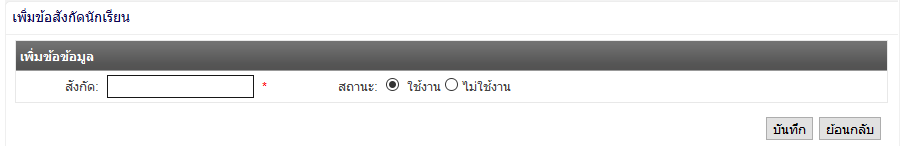 เพิ่มข้อสังกัดนักเรียน
เพิ่มข้อข้อมูล
สังกัด: * สถานะ: ใช้งาน ไม่ใช้งาน
บันทึก ย้อนกลับ